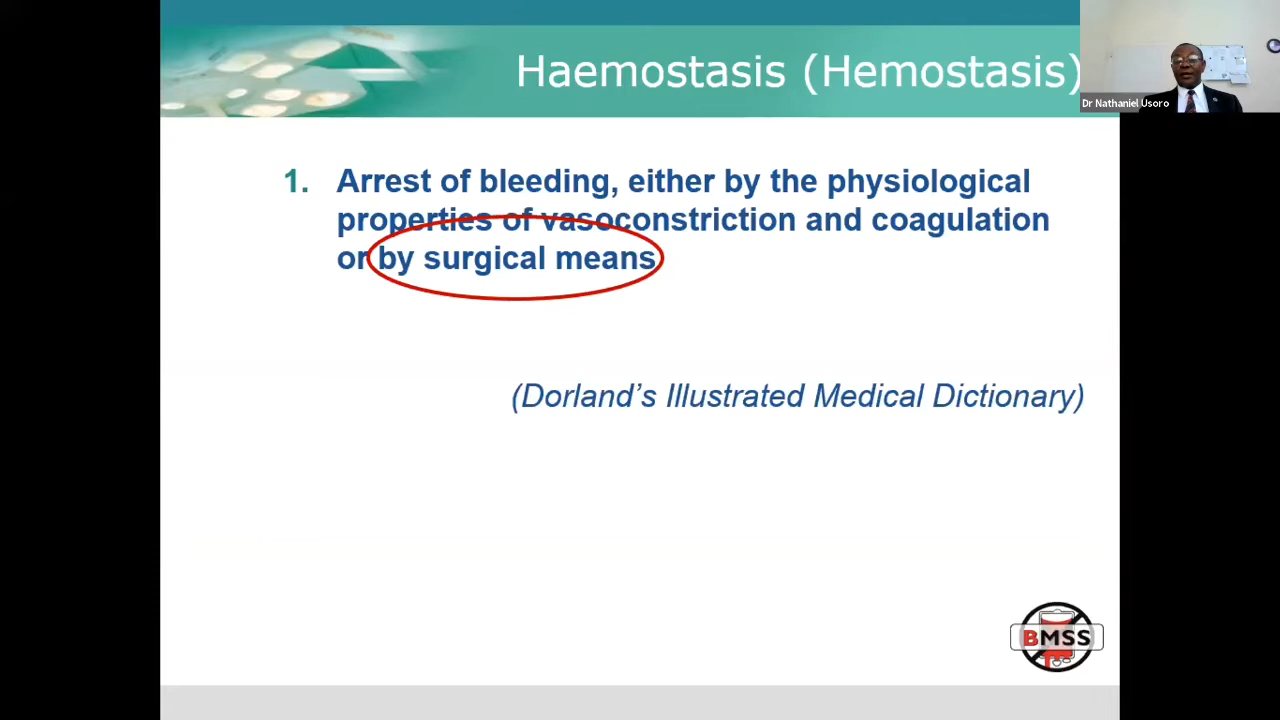 Haemostasis (Hemostasis)
Dr Nathaniel Usoro
1. Arrest of bleeding, either by the physiological
properties of vasoconstriction and coagulation
or by surgical means
(Dorland’s Illustrated Medical Dictionary)
BMSS